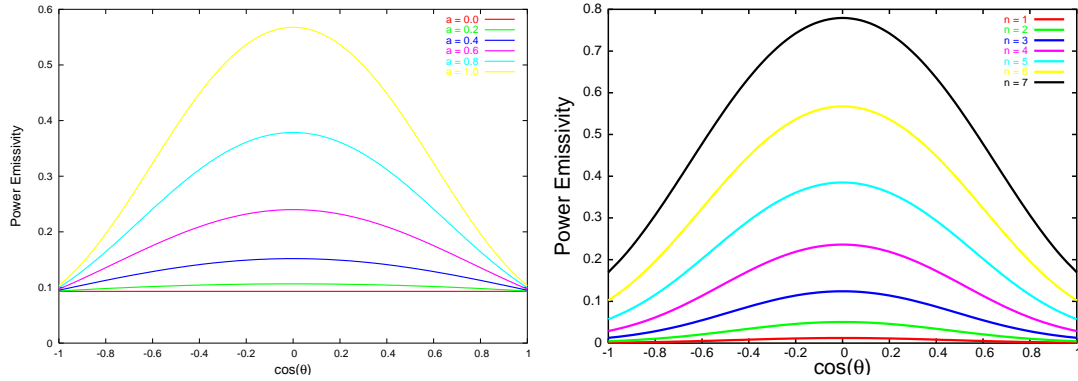 0.6
0.5
0.4
0.3
0.2
0.1
0
-1 -0.8 -0.6 -0.4 -0.2 0 0.2 0.4 0.6 0.8 1
Power Emissivity
cos(θ)
a = 0.0
a = 0.2
a = 0.4
a = 0.6
a = 0.8
a = 1.0
0.8
0.7
0.6
0.5
0.4
0.3
0.2
0.1
0
-1 -0.8 -0.6 -0.4 -0.2 0 0.2 0.4 0.6 0.8 1
Power Emissivity
cos(θ)
n = 1
n = 2
n = 3
n = 4
n = 5
n = 6
n = 7